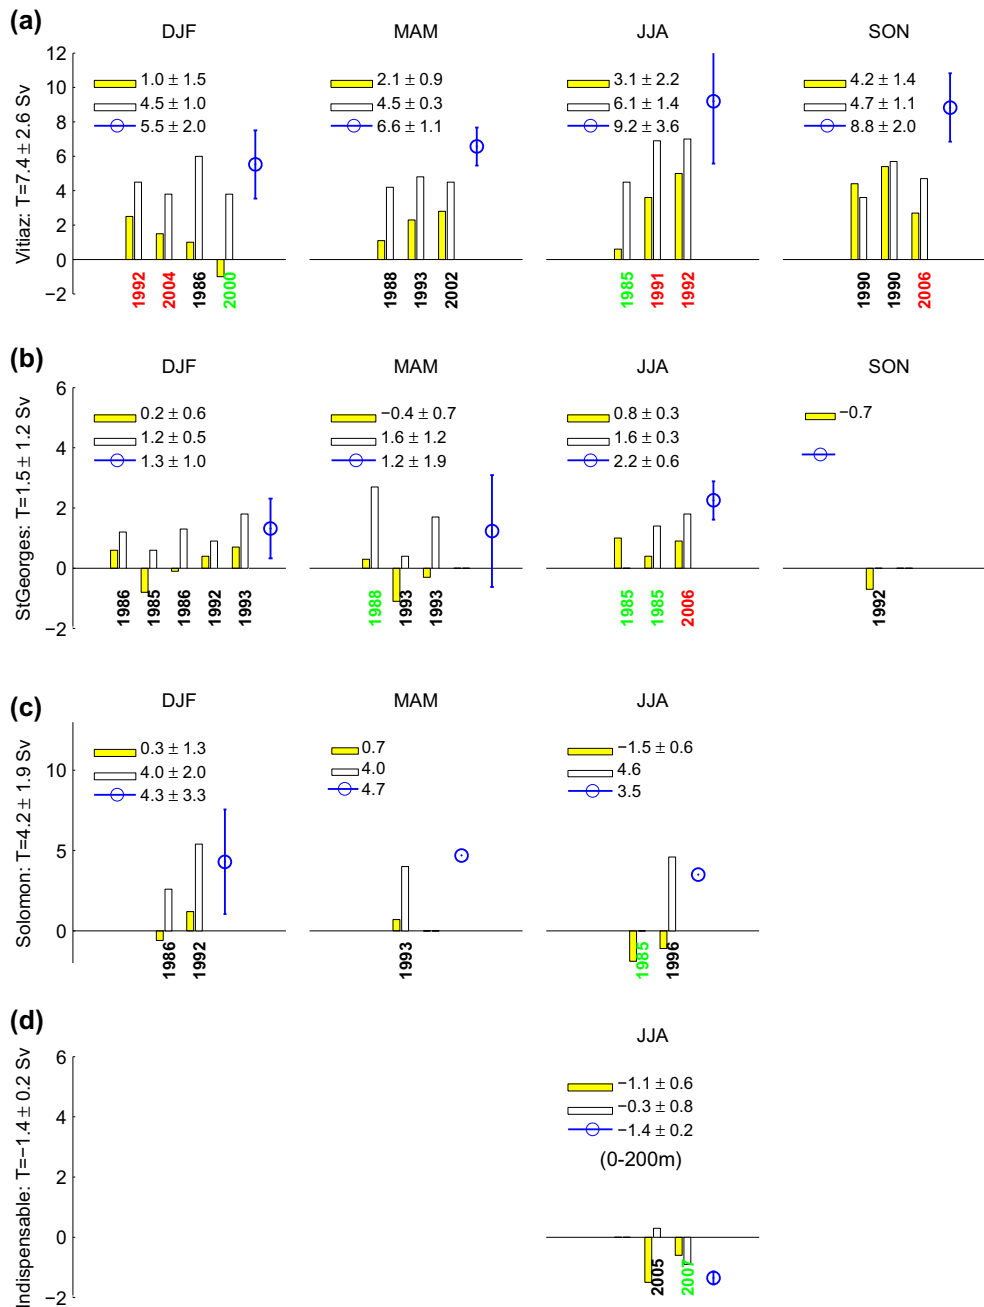 (a)
DJF
MAM
JJA
SON
Vitiaz: T=7.4 ± 2.6 Sv
12
10
8
6
4
2
0
−2
1.0 ± 1.5
4.5 ± 1.0
5.5 ± 2.0
1992
2004
1986
2000
2.1 ± 0.9
4.5 ± 0.3
6.6 ± 1.1
1988
1993
2002
3.1 ± 2.2
6.1 ± 1.4
9.2 ± 3.6
1985
1991
1992
4.2 ± 1.4
4.7 ± 1.1
8.8 ± 2.0
1990
1990
2006
(b)
DJF
MAM
JJA
SON
StGeorges: T=1.5 ± 1.2 Sv
6
4
2
0
−2
0.2 ± 0.6
1.2 ± 0.5
1.3 ± 1.0
1986
1985
1986
1992
1993
−0.4 ± 0.7
1.6 ± 1.2
1.2 ± 1.9
1988
1993
1993
0.8 ± 0.3
1.6 ± 0.3
2.2 ± 0.6
1985
1985
2006
−0.7
1992
(c)
DJF
MAM
JJA
Solomon: T=4.2 ± 1.9 Sv
10
5
0
0.3 ± 1.3
4.0 ± 2.0
4.3 ± 3.3
1986
1992
0.7
4.0
4.7
1993
−1.5 ± 0.6
4.6
3.5
1985
1996
(d)
JJA
Indispensable: T=−1.4 ± 0.2 Sv
6
4
2
0
−2
−1.1 ± 0.6
−0.3 ± 0.8
−1.4 ± 0.2
(0-200m)
2005
2007